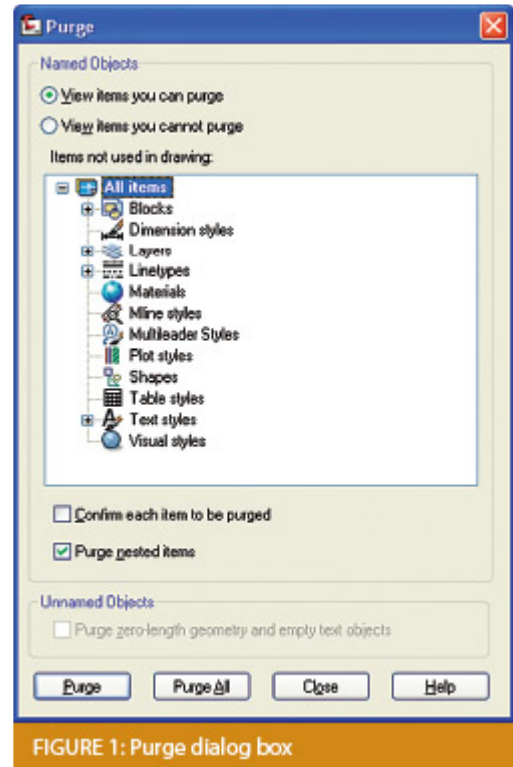 Purge
Named Objects
View items you can purge
View items you cannot purge
Items not used in drawing:
All items
Blocks
Dimension styles
Layers
Linetypes
Materials
Mline styles
Multileader Styles
Plot styles
Shapes
Table styles
Text styles
Visual styles
Confirm each item to be purged
Purge nested items
Unnamed Objects
Purge zero-length geometry and empty text objects
Purge Purge All Close Help
FIGURE 1: Purge dialog box